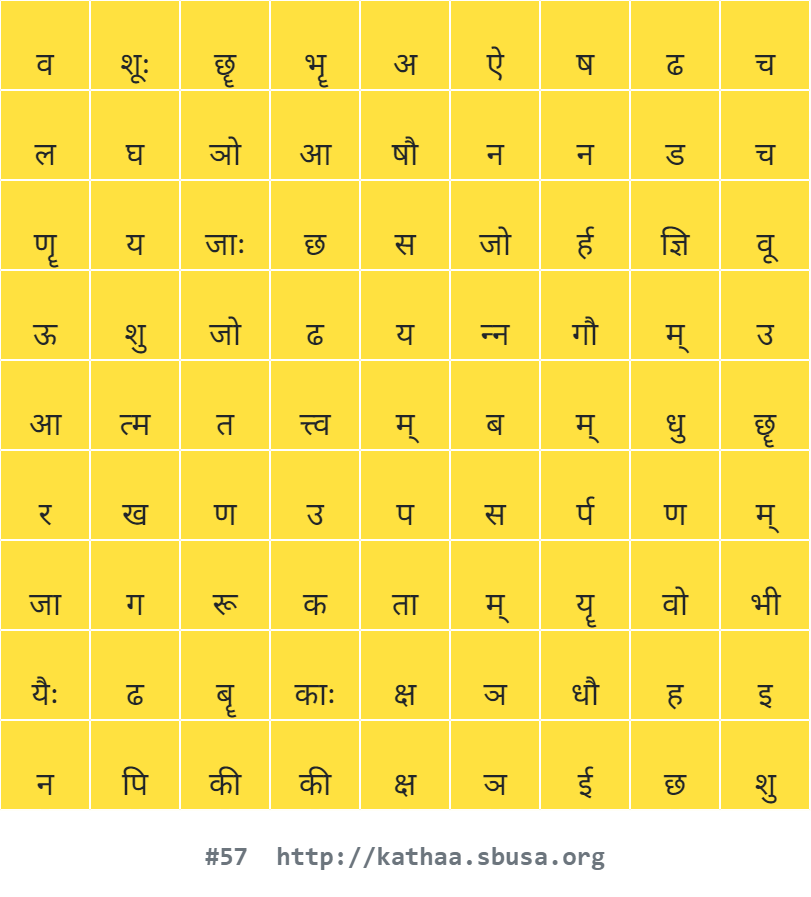 व शूः छॄ भॄ अ ऐ ष ढ च
ल घ ञो आ षौ न न ड च
णॄ य जाः छ स जो र्ह ज्ञि वू
ऊ शु जो ढ य न्न गौ म् उ
आ त्म त त्त्व म् ब म् धु छॄ
र ख ण उ प स र्प ण म्
जा ग रू क ता म् यॄ वो भी
यैः ढ बॄ काः क्ष ञ धौ ह इ
न पि की की क्ष ञ ई छ शु
#57 http://kathaa.sbusa.org